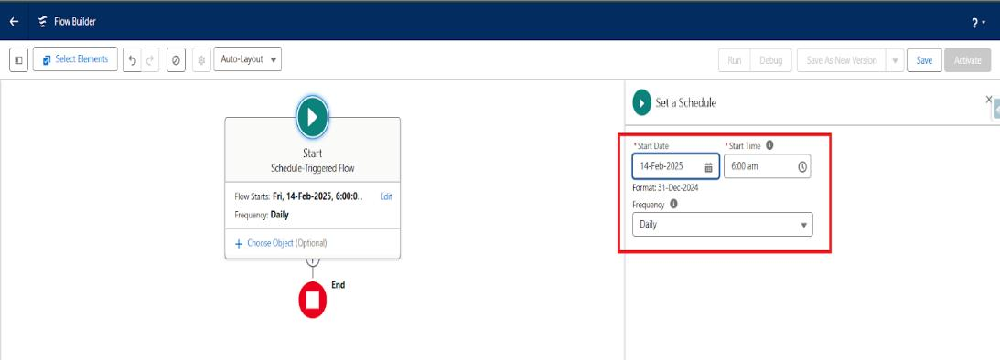 Flow Builder
?
Select Elements
Auto-Layout
Run Debug Save As New Version Save Activate
Set a Schedule
X
Start
Schedule-Triggered Flow
Flow Starts: Fri, 14-Feb-2025, 6:00:0... Edit
Frequency: Daily
+ Choose Object (Optional)
End
*Start Date *Start Time
14-Feb-2025 6:00 am
Format: 31-Dec-2024
Frequency
Daily